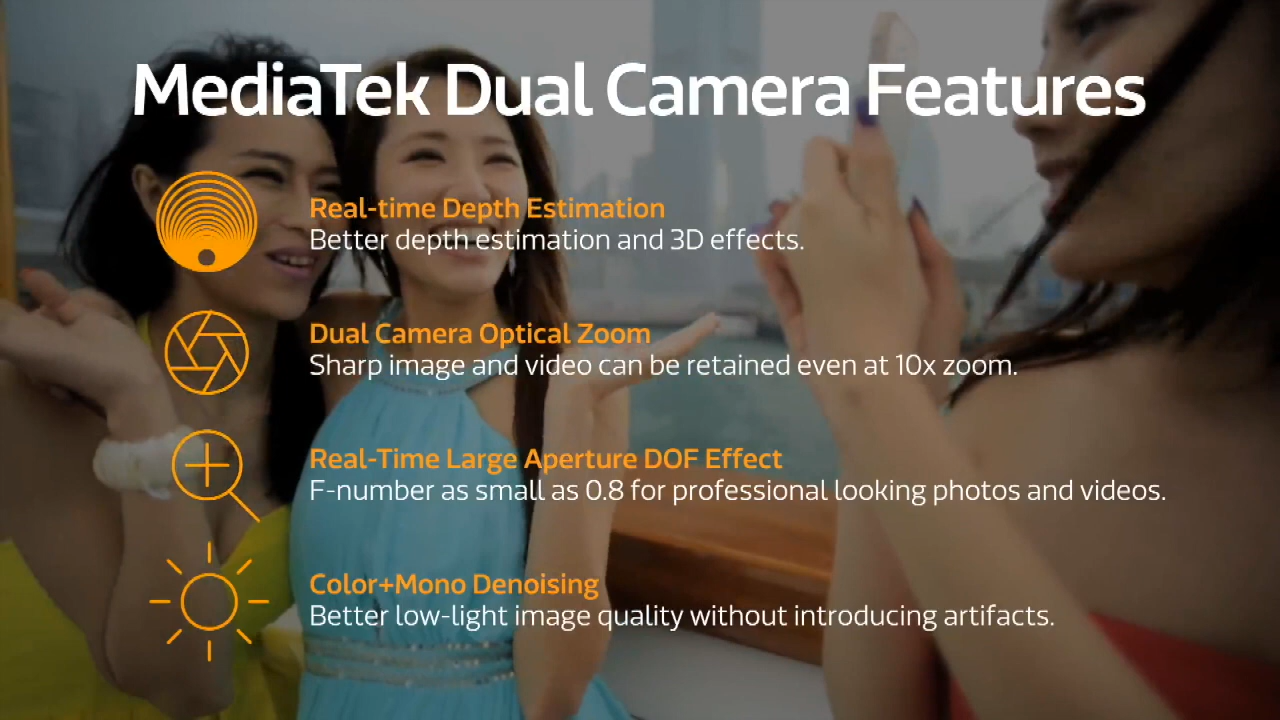 MediaTek Dual Camera Features
Real-time Depth Estimation
Better depth estimation and 3D effects.
Dual Camera Optical Zoom
Sharp image and video can be retained even at 10x zoom.
Real-Time Large Aperture DOF Effect
F-number as small as 0.8 for professional looking photos and videos.
Color+Mono Denoising
Better low-light image quality without introducing artifacts.